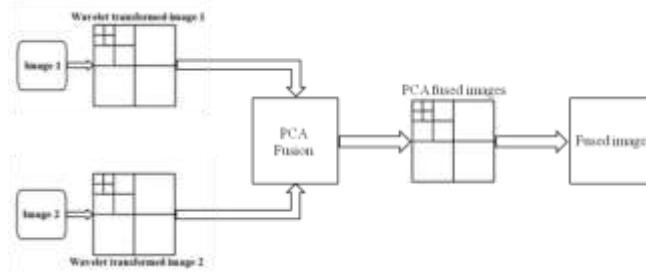 Wavelet transformed image 1
Image 1
PCA fused images
PCA
Fusion
Fused image
Image 2
Wavelet transformed image 2